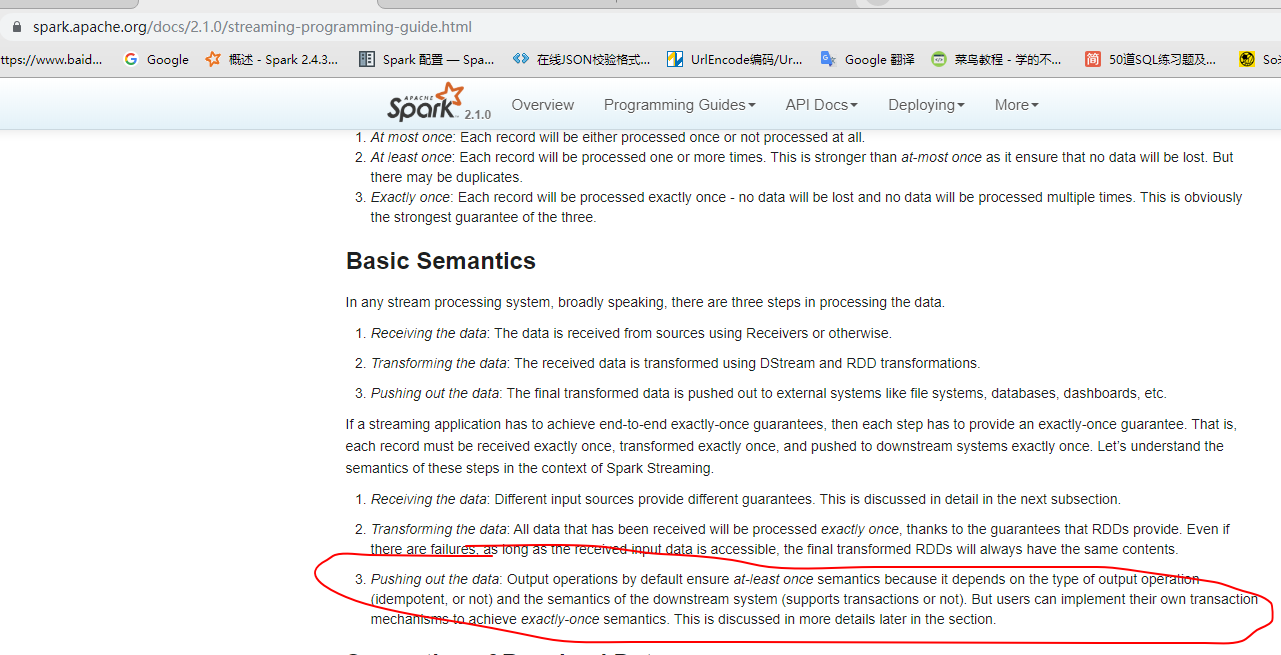 spark.apache.org/docs/2.1.0/streaming-programming-guide.html
ttps://www.baid... Google 概述 - Spark 2.4.3... Spark 配置 — Spa... 在线JSON校验格式... UrlEncode编码/Ur... Google 翻译 菜鸟教程 - 学的不... 简 50道SQL练习题及...
APACHE Spark 2.1.0 Overview Programming Guides API Docs Deploying More
1. At most once: Each record will be either processed once or not processed at all.
2. At least once: Each record will be processed one or more times. This is stronger than at-most once as it ensure that no data will be lost. But
there may be duplicates.
3. Exactly once: Each record will be processed exactly once - no data will be lost and no data will be processed multiple times. This is obviously
the strongest guarantee of the three.
Basic Semantics
In any stream processing system, broadly speaking, there are three steps in processing the data.
1. Receiving the data: The data is received from sources using Receivers or otherwise.
2. Transforming the data: The received data is transformed using DStream and RDD transformations.
3. Pushing out the data: The final transformed data is pushed out to external systems like file systems, databases, dashboards, etc.
If a streaming application has to achieve end-to-end exactly-once guarantees, then each step has to provide an exactly-once guarantee. That is,
each record must be received exactly once, transformed exactly once, and pushed to downstream systems exactly once. Let's understand the
semantics of these steps in the context of Spark Streaming.
1. Receiving the data: Different input sources provide different guarantees. This is discussed in detail in the next subsection.
2. Transforming the data: All data that has been received will be processed exactly once, thanks to the guarantees that RDDs provide. Even if
there are failures, as long as the received input data is accessible, the final transformed RDDs will always have the same contents.
3. Pushing out the data: Output operations by default ensure at-least once semantics because it depends on the type of output operation
(idempotent, or not) and the semantics of the downstream system (supports transactions or not). But users can implement their own transaction
mechanisms to achieve exactly-once semantics. This is discussed in more details later in the section.